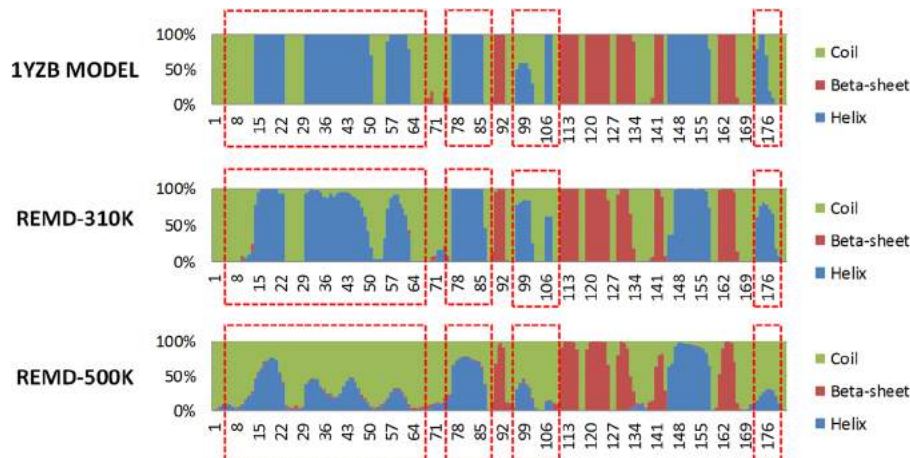 1YZB MODEL
100%
50%
0%
1 8 15 22 29 36 43 50 57 64 71 78 85 92 99 106 113 120 127 134 141 148 155 162 169 176
Coil
Beta-sheet
Helix
REMD-310K
100%
50%
0%
1 8 15 22 29 36 43 50 57 64 71 78 85 92 99 106 113 120 127 134 141 148 155 162 169 176
Coil
Beta-sheet
Helix
REMD-500K
100%
50%
0%
1 8 15 22 29 36 43 50 57 64 71 78 85 92 99 106 113 120 127 134 141 148 155 162 169 176
Coil
Beta-sheet
Helix